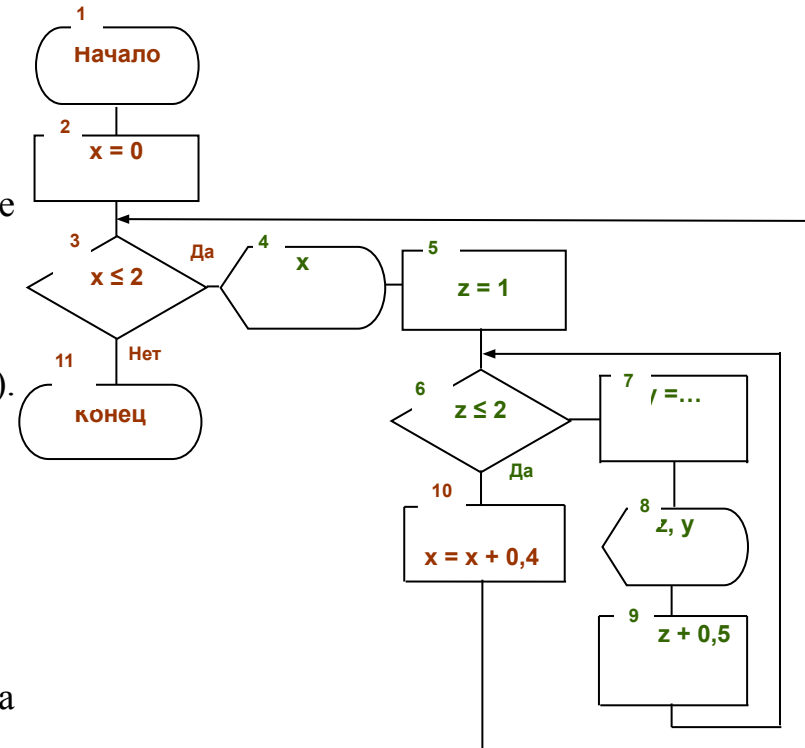 1
Начало
2
x = 0
е
3
x ≤ 2
Да
4
x
5
z = 1
Нет
11
конец
).
6
z ≤ 2
Да
7
y =…
8
z, y
9
z + 0,5
10
x = x + 0,4
а